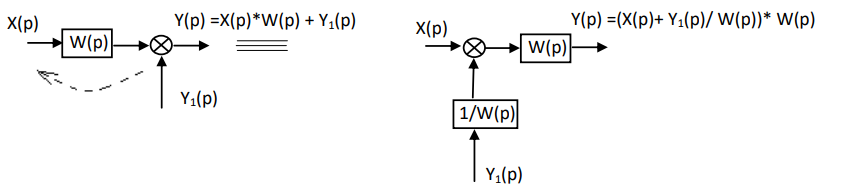 X(p)
W(p)
Y(p) =X(p)*W(p) + Y₁(p)
Y₁(p)
X(p)
W(p)
Y(p) =(X(p)+ Y₁(p)/ W(p))* W(p)
1/W(p)
Y₁(p)